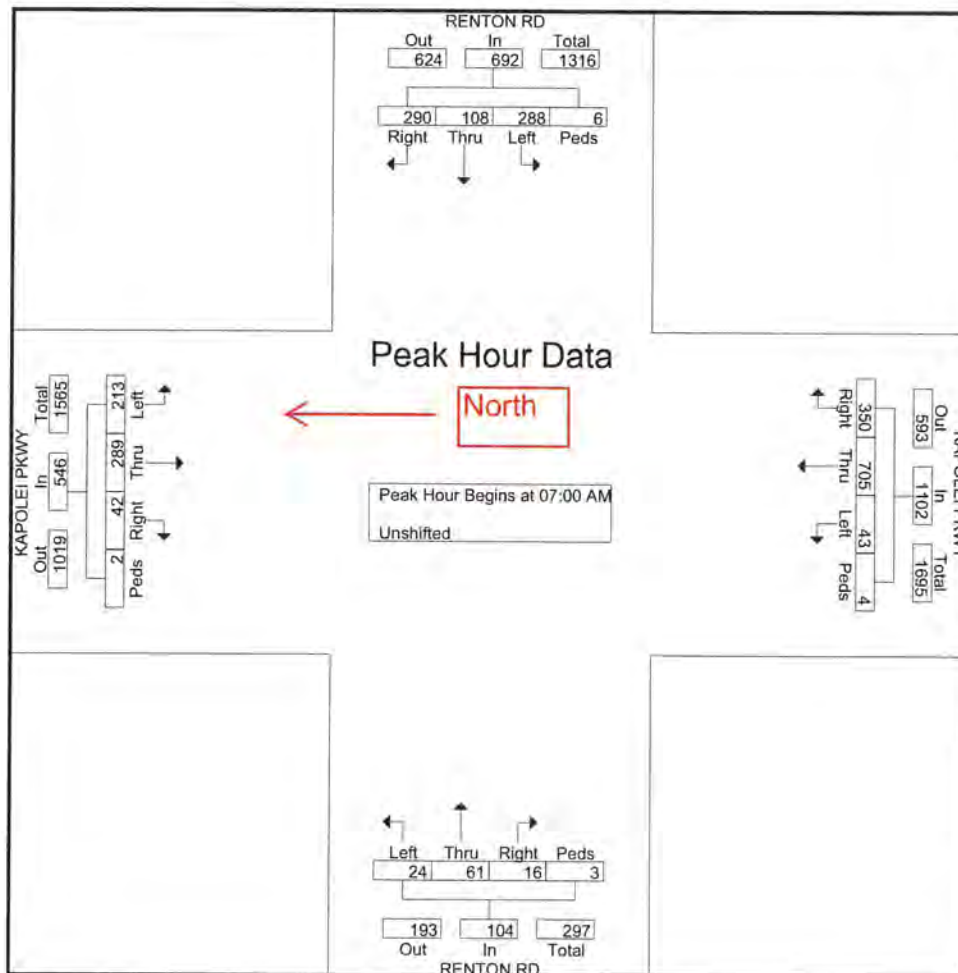 RENTON RD
Out In Total
624 692 1316
290 108 288 6
Right Thru Left Peds
Peak Hour Data
North
Peak Hour Begins at 07:00 AM
Unshifted
KAPOLEI PKWY
Out In Total
1019 546 1565
2 42 289 213
Peds Right Thru Left
Right Thru Left Peds
350 705 43 4
Out In Total
593 1102 1695
KAPOLEI PKWY
Left Thru Right Peds
24 61 16 3
193 104 297
Out In Total
RENTON RD